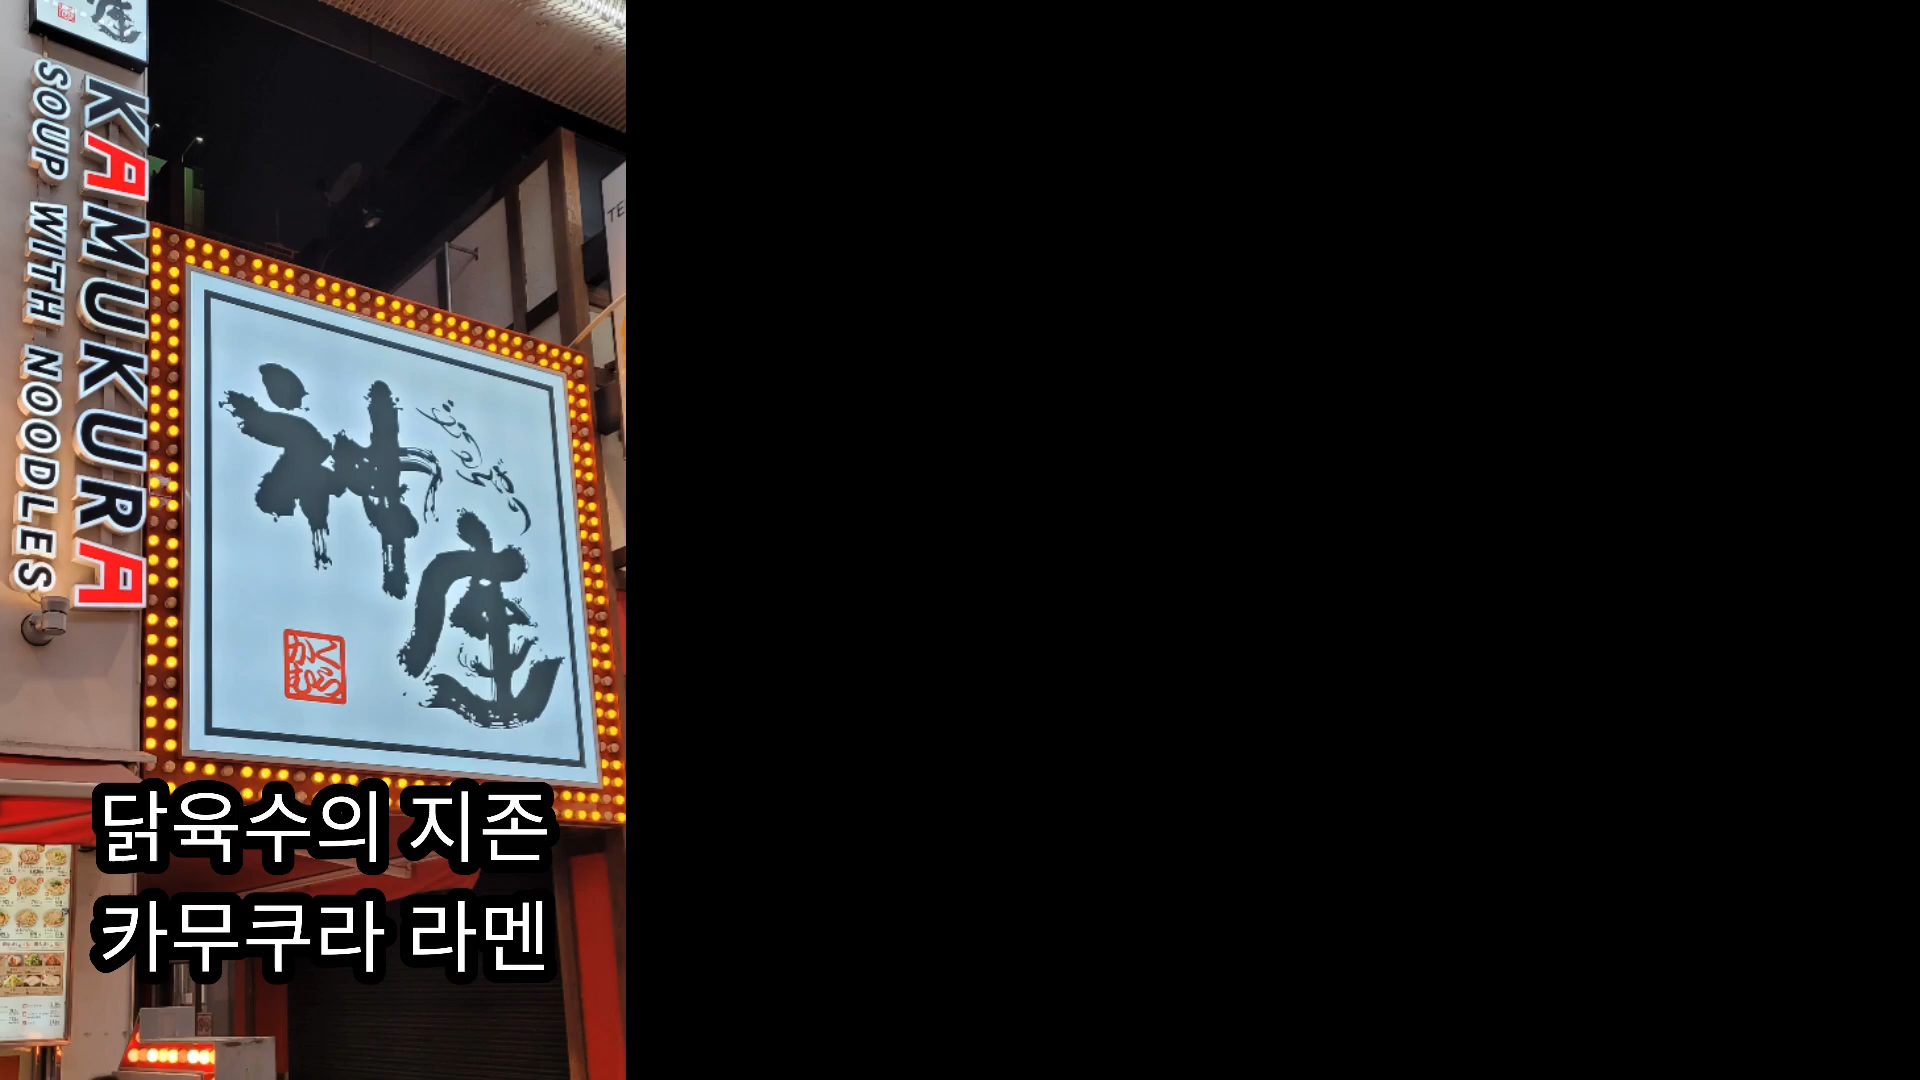 KAMUKURA
SOUP WITH NOODLES
どうとんぼり
神座
かむくら
TE
닭육수의 지존
카무쿠라 라멘